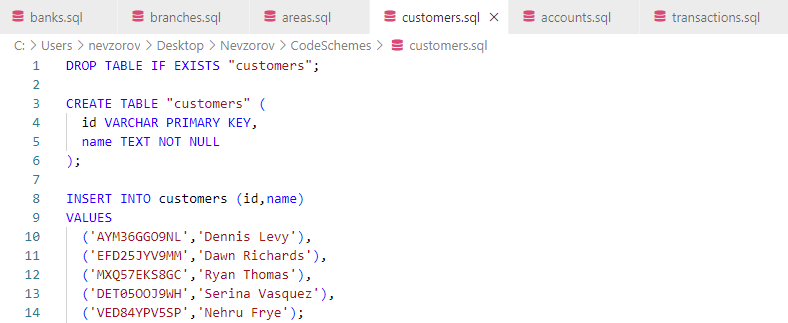 banks.sql branches.sql areas.sql customers.sql accounts.sql transactions.sql
C: > Users > nevzorov > Desktop > Nevzorov > CodeSchemes > customers.sql
1 DROP TABLE IF EXISTS "customers";
2
3 CREATE TABLE "customers" (
4 id VARCHAR PRIMARY KEY,
5 name TEXT NOT NULL
6 );
7
8 INSERT INTO customers (id,name)
9 VALUES
10 ('AYM36GGO9NL','Dennis Levy'),
11 ('EFD25JYV9MM','Dawn Richards'),
12 ('MXQ57EKS8GC','Ryan Thomas'),
13 ('DET05OOJ9WH','Serina Vasquez'),
14 ('VED84YPV5SP','Nehru Frye');